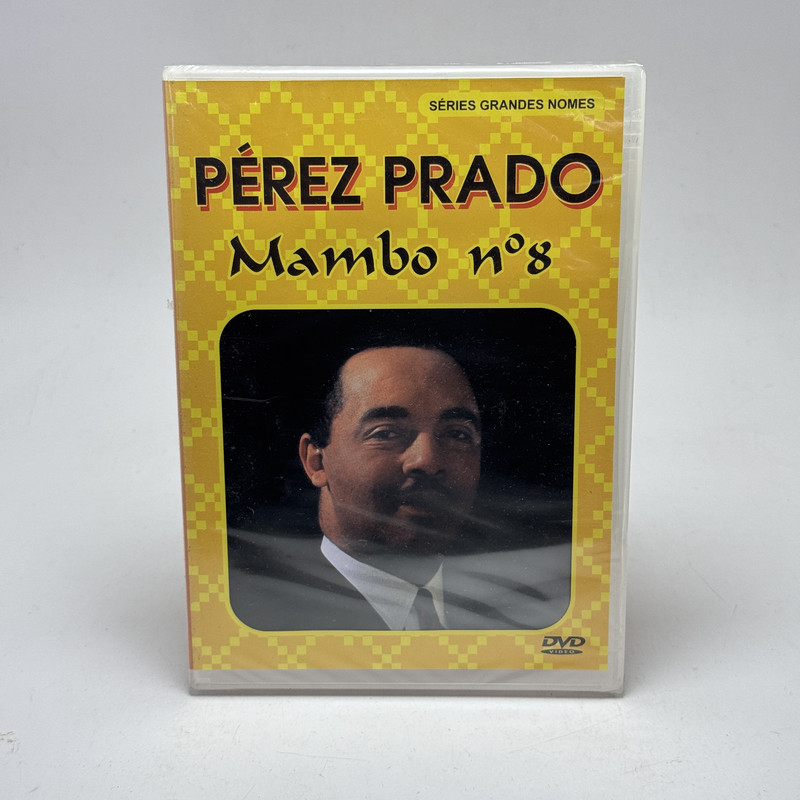 SÉRIES GRANDES NOMES
PÉREZ PRADO
Mambo nº8
DVD
VIDEO